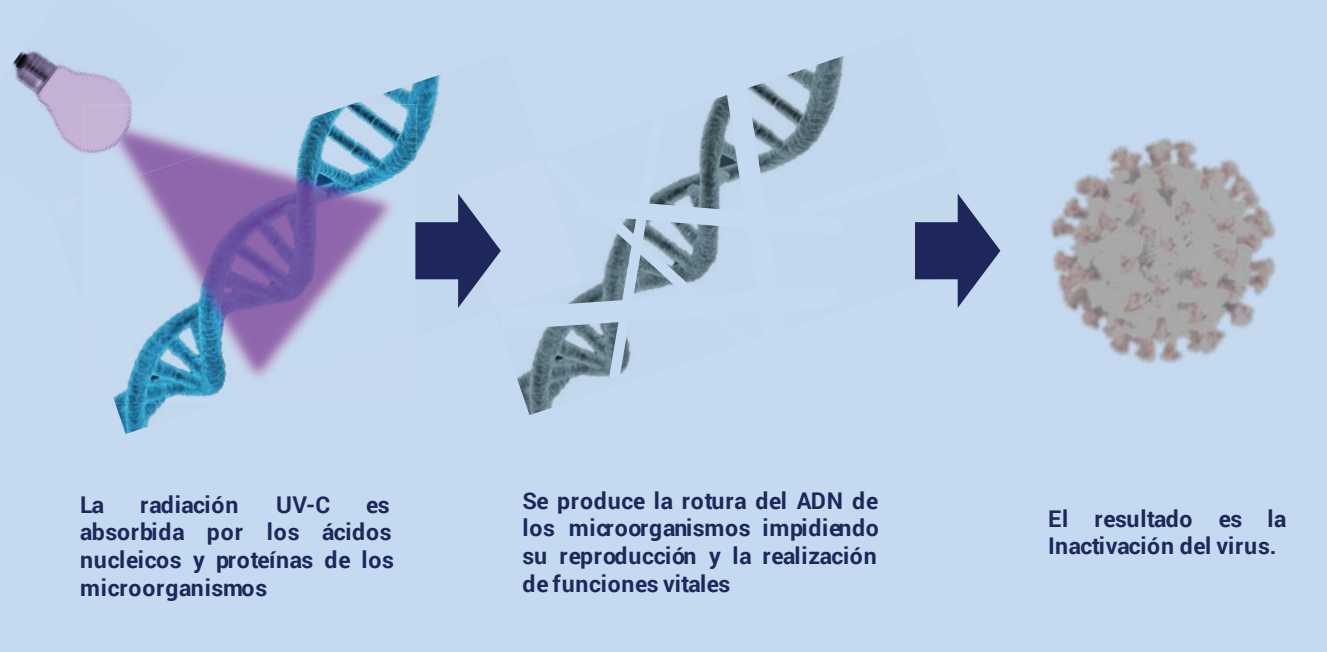 La radiación UV-C es
absorbida por los ácidos
nucleicos y proteínas de los
microorganismos
Se produce la rotura del ADN de
los microorganismos impidiendo
su reproducción y la realización
de funciones vitales
El resultado es la
Inactivación del virus.